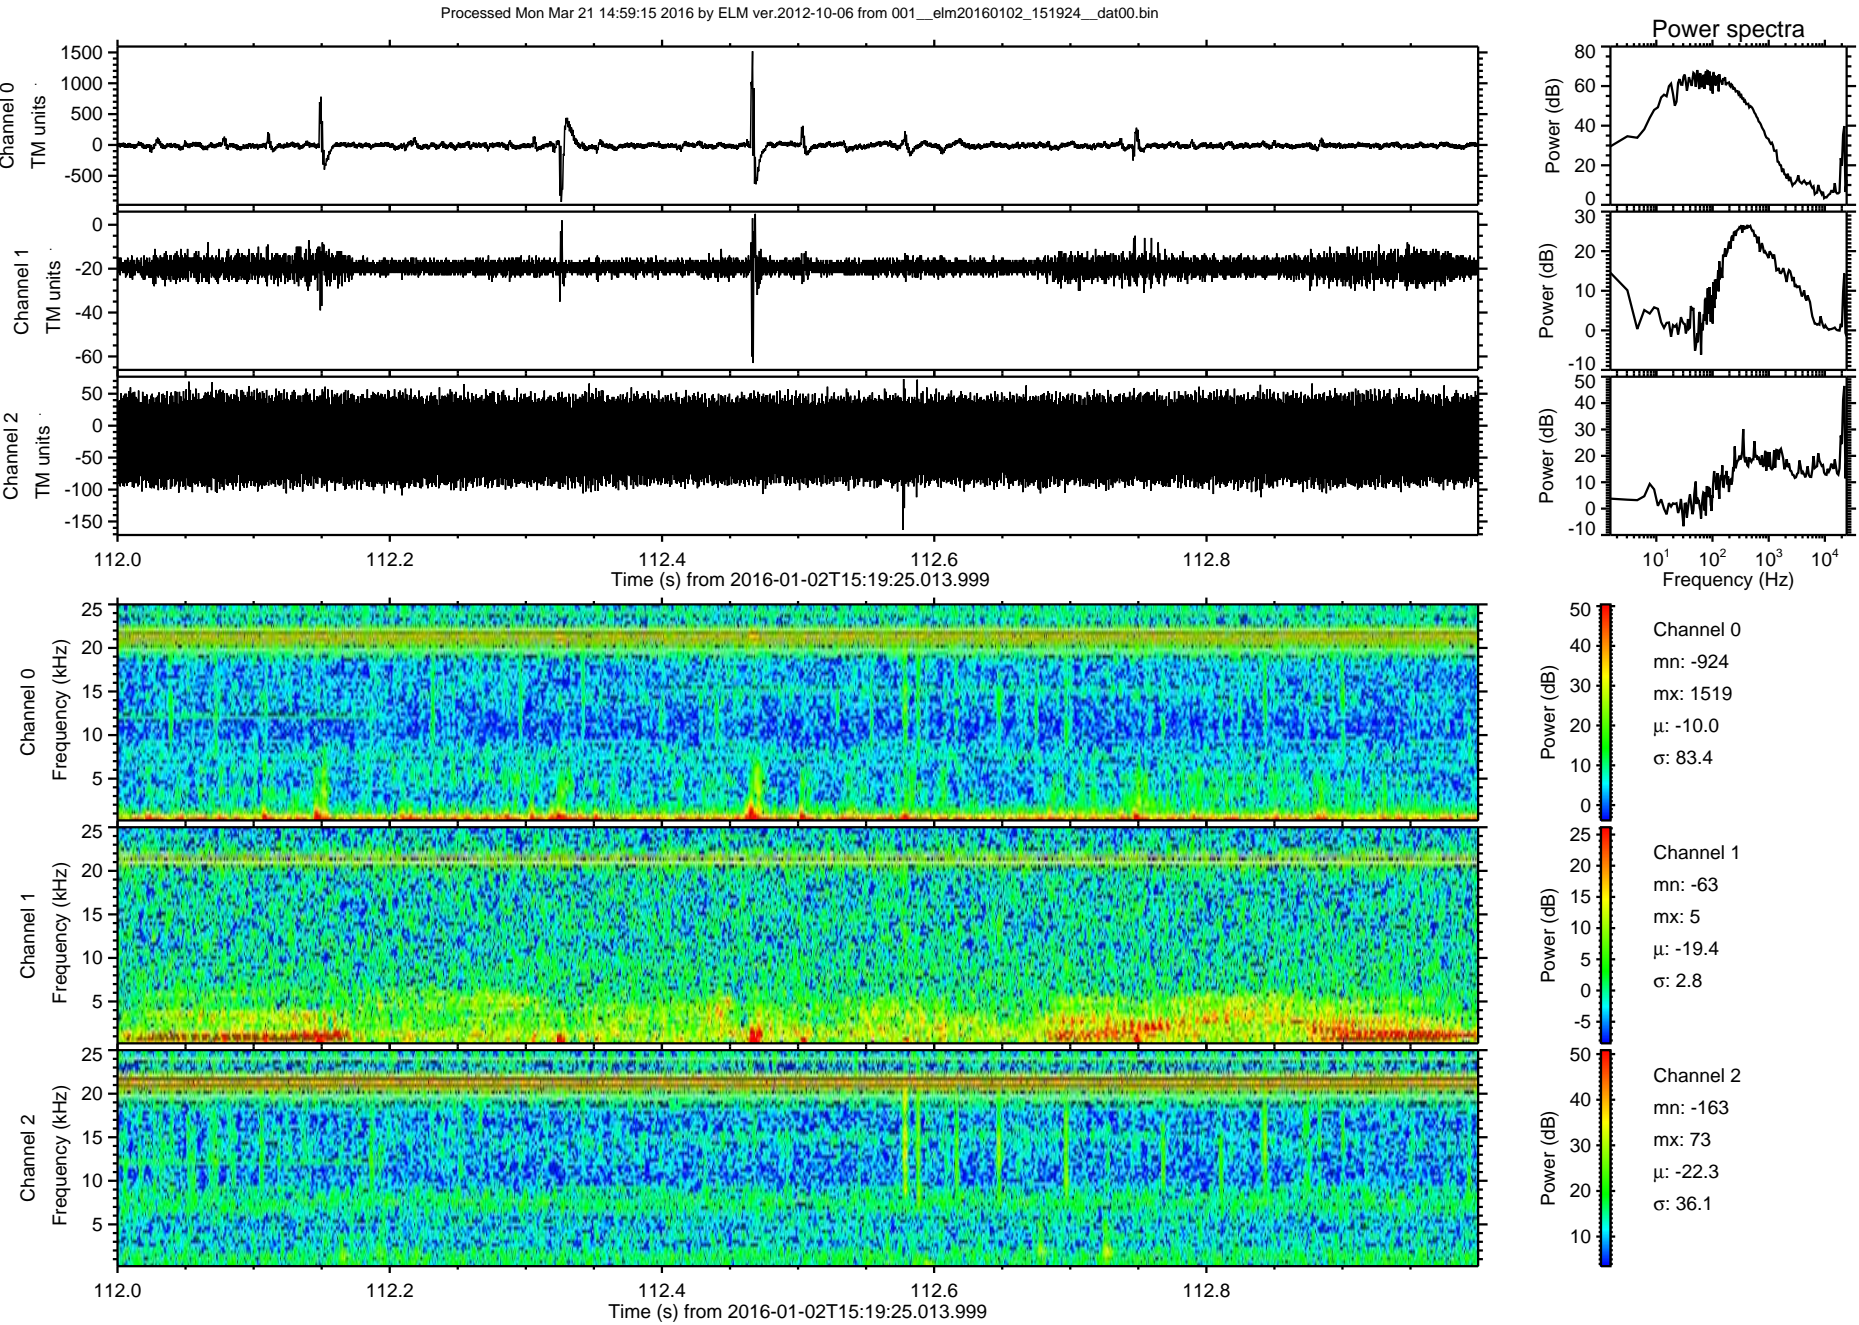 Processed Mon Mar 21 14:59:15 2016 by ELM ver.2012-10-06 from 001__elm20160102_151924__dat00.bin
Power spectra
Channel 0
TM units
1500
1000
500
0
-500
Power (dB)
80
60
40
20
0
Channel 1
TM units
0
-20
-40
-60
Power (dB)
30
20
10
0
-10
Channel 2
TM units
50
0
-50
-100
-150
Power (dB)
50
40
30
20
10
0
-10
112.0 112.2 112.4 112.6 112.8
Time (s) from 2016-01-02T15:19:25.013.999
10¹ 10² 10³ 10⁴
Frequency (Hz)
Channel 0
Frequency (kHz)
25
20
15
10
5
Power (dB)
50
40
30
20
10
0
Channel 0
mn: -924
mx: 1519
μ: -10.0
σ: 83.4
Channel 1
Frequency (kHz)
25
20
15
10
5
Power (dB)
25
20
15
10
5
0
-5
Channel 1
mn: -63
mx: 5
μ: -19.4
σ: 2.8
Channel 2
Frequency (kHz)
25
20
15
10
5
Power (dB)
50
40
30
20
10
Channel 2
mn: -163
mx: 73
μ: -22.3
σ: 36.1
112.0 112.2 112.4 112.6 112.8
Time (s) from 2016-01-02T15:19:25.013.999